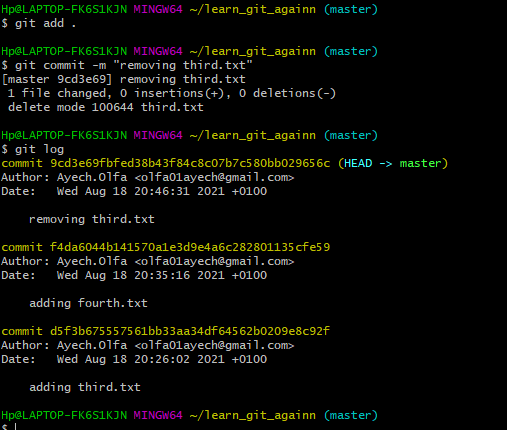 Hp@LAPTOP-FK6S1KJN MINGW64 ~/learn_git_againn (master)
$ git add .
Hp@LAPTOP-FK6S1KJN MINGW64 ~/learn_git_againn (master)
$ git commit -m "removing third.txt"
[master 9cd3e69] removing third.txt
 1 file changed, 0 insertions(+), 0 deletions(-)
 delete mode 100644 third.txt
Hp@LAPTOP-FK6S1KJN MINGW64 ~/learn_git_againn (master)
$ git log
commit 9cd3e69fbfed38b43f84c8c07b7c580bb029656c (HEAD -> master)
Author: Ayech.Olfa <olfa01ayech@gmail.com>
Date:   Wed Aug 18 20:46:31 2021 +0100
    removing third.txt
commit f4da6044b141570a1e3d9e4a6c282801135cfe59
Author: Ayech.Olfa <olfa01ayech@gmail.com>
Date:   Wed Aug 18 20:35:16 2021 +0100
    adding fourth.txt
commit d5f3b675557561bb33aa34df64562b0209e8c92f
Author: Ayech.Olfa <olfa01ayech@gmail.com>
Date:   Wed Aug 18 20:26:02 2021 +0100
    adding third.txt
Hp@LAPTOP-FK6S1KJN MINGW64 ~/learn_git_againn (master)
$